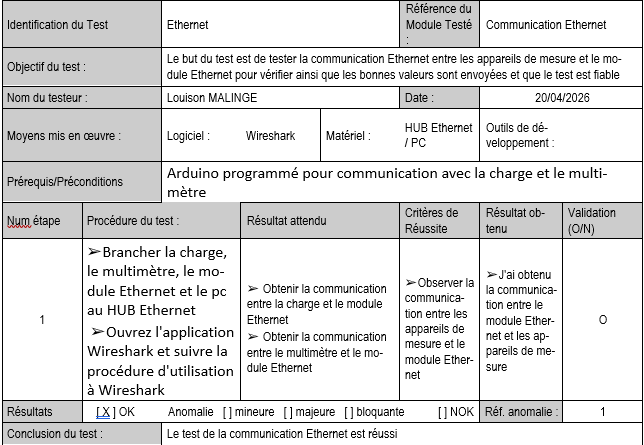 Identification du Test Ethernet Référence du Module Testé : Communication Ethernet
Objectif du test : Le but du test est de tester la communication Ethernet entre les appareils de mesure et le mo-
dule Ethernet pour vérifier ainsi que les bonnes valeurs sont envoyées et que le test est fiable
Nom du testeur : Louison MALINGE Date : 20/04/2026
Moyens mis en œuvre : Logiciel : Wireshark Matériel : HUB Ethernet / PC Outils de dé-
veloppement :
Prérequis/Préconditions Arduino programmé pour communication avec la charge et le multi-
mètre
Num étape Procédure du test : Résultat attendu Critères de Réussite Résultat ob-
tenu Validation (O/N)
1
➢Brancher la charge,
le multimètre, le mo-
dule Ethernet et le pc
au HUB Ethernet
➢Ouvrez l'application
Wireshark et suivre la
procédure d'utilisation
à Wireshark
➢ Obtenir la communication
entre la charge et le module
Ethernet
➢ Obtenir la communication
entre le multimètre et le mo-
dule Ethernet
➢Observer la
communica-
tion entre les
appareils de
mesure et le
module Ether-
net
➢J'ai obtenu
la communica-
tion entre le
module Ether-
net et les ap-
pareils de me-
sure
O
Résultats [ X ] OK Anomalie [ ] mineure [ ] majeure [ ] bloquante [ ] NOK Réf. anomalie : 1
Conclusion du test : Le test de la communication Ethernet est réussi